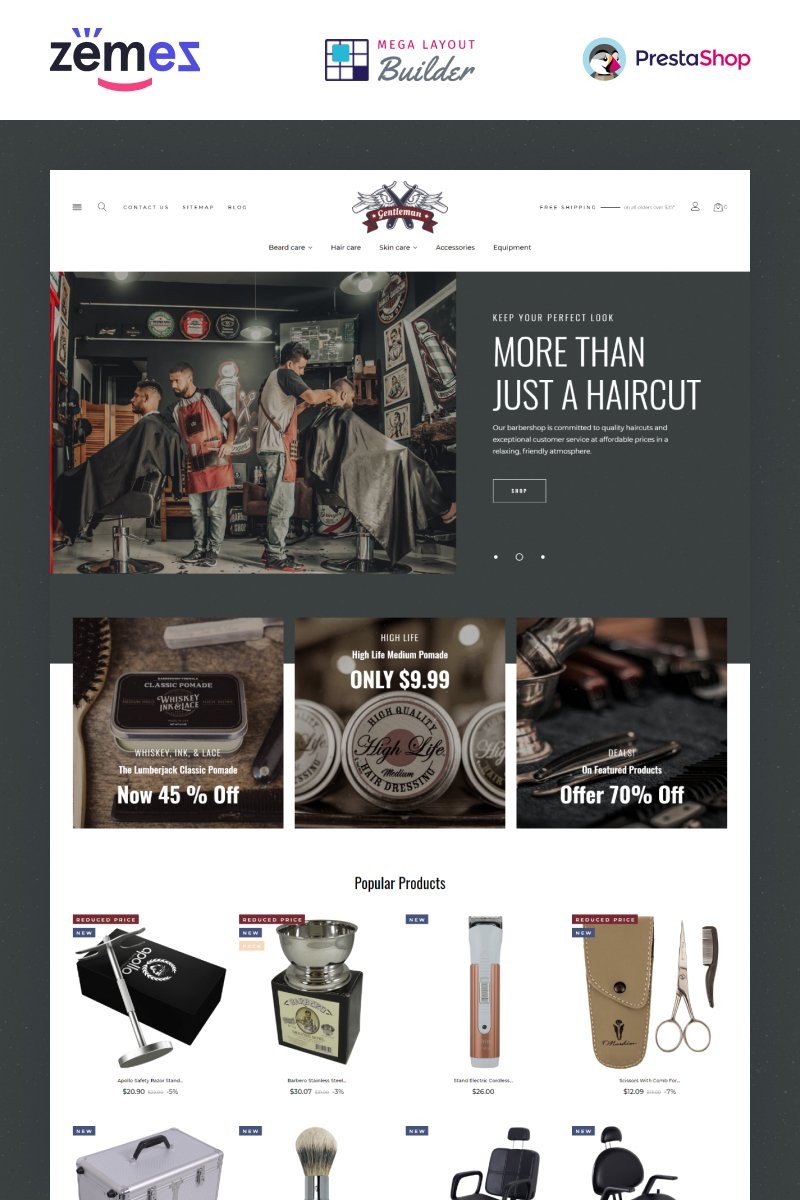 zemes
MEGA LAYOUT
Builder
PrestaShop
CONTACT US SITEMAP BLOG
Gentleman
FREE SHIPPING on all orders over
Beard care Hair care Skin care Accessories Equipment
KEEP YOUR PERFECT LOOK
MORE THAN
JUST A HAIRCUT
Our barbershop is committed to quality haircuts and
exceptional customer service at affordable prices in a
relaxing, friendly atmosphere.
SHOP
CLASSIC POMADE
WHISKEY
INK & LACE
WHISKEY, INK, & LACE
The Lumberjack Classic Pomade
Now 45 % Off
HIGH LIFE
High Life Medium Pomade
ONLY $9.99
HIGH QUALITY
High Life
Medium
HAIR DRESSING
DEALS!
On Featured Products
Offer 70% Off
Popular Products
REDUCED PRICE
NEW
apollo
Apollo Safety Razor Stand...
$20.90 -5%
REDUCED PRICE
NEW
Barbero Stainless Steel...
$30.07 -3%
NEW
Stand Electric Cordless...
$26.00
REDUCED PRICE
NEW
Scissors With Comb For...
$12.09 -7%
NEW
NEW
NEW
NEW